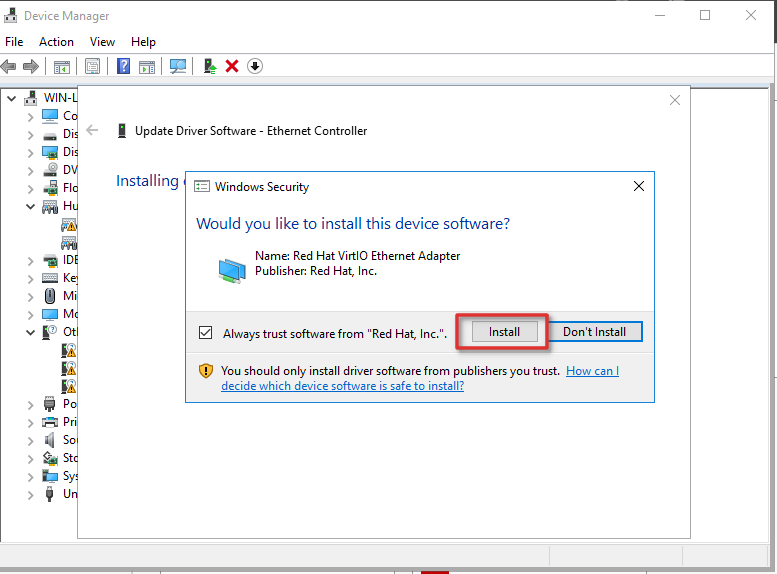 Device Manager
File Action View Help
WIN-L
Co
Dis
Dis
DV
Flo
Hu
IDE
Key
Mi
Mo
Ot
Po
Pri
Sou
Sto
Sys
Un
Update Driver Software - Ethernet Controller
Installing
Windows Security
Would you like to install this device software?
Name: Red Hat VirtIO Ethernet Adapter
Publisher: Red Hat, Inc.
Always trust software from "Red Hat, Inc.".
Install
Don't Install
You should only install driver software from publishers you trust. How can I
decide which device software is safe to install?